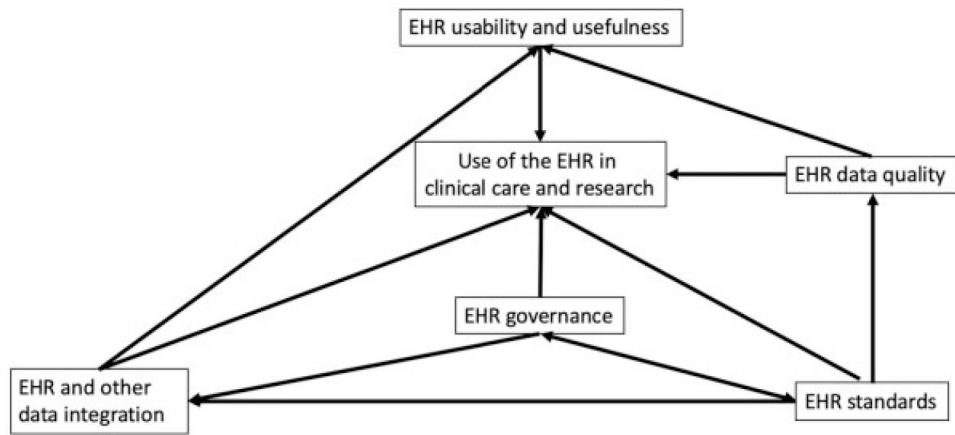 EHR usability and usefulness
Use of the EHR in
clinical care and research
EHR data quality
EHR governance
EHR and other
data integration
EHR standards